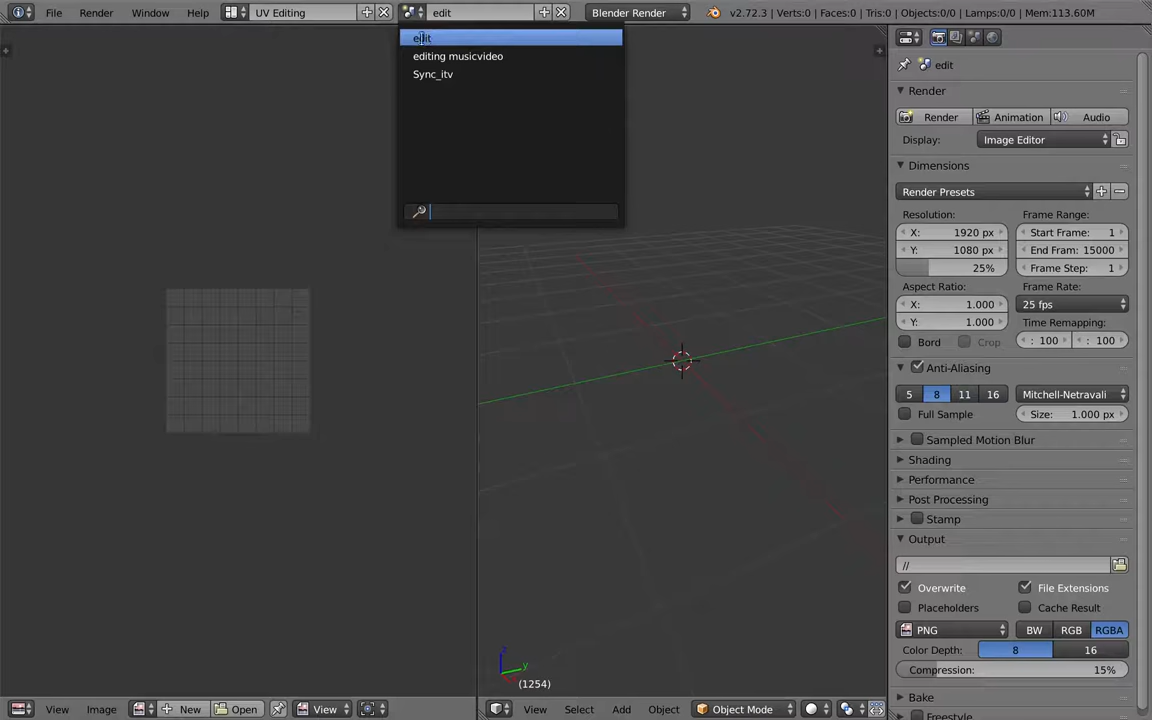 File Render Window Help UV Editing edit Blender Render v2.72.3 | Verts:0 | Faces:0 | Tris:0 | Objects:0/0 | Lamps:0/0 | Mem:113.60M
edit
editing musicvideo
Sync_itv
edit
Render
Render Animation Audio
Display: Image Editor
Dimensions
Render Presets
Resolution: Frame Range:
X: 1920 px Start Frame: 1
Y: 1080 px End Fram: 15000
25% Frame Step: 1
Aspect Ratio: Frame Rate:
X: 1.000 25 fps
Y: 1.000 Time Remapping:
Bord Crop : 100 : 100
Anti-Aliasing
5 8 11 16 Mitchell-Netravali
Full Sample Size: 1.000 px
Sampled Motion Blur
Shading
Performance
Post Processing
Stamp
Output
//
Overwrite File Extensions
Placeholders Cache Result
PNG BW RGB RGBA
Color Depth: 8 16
Compression: 15%
Bake
Freestyle
z
y
(1254)
View Image New Open View
View Select Add Object Object Mode